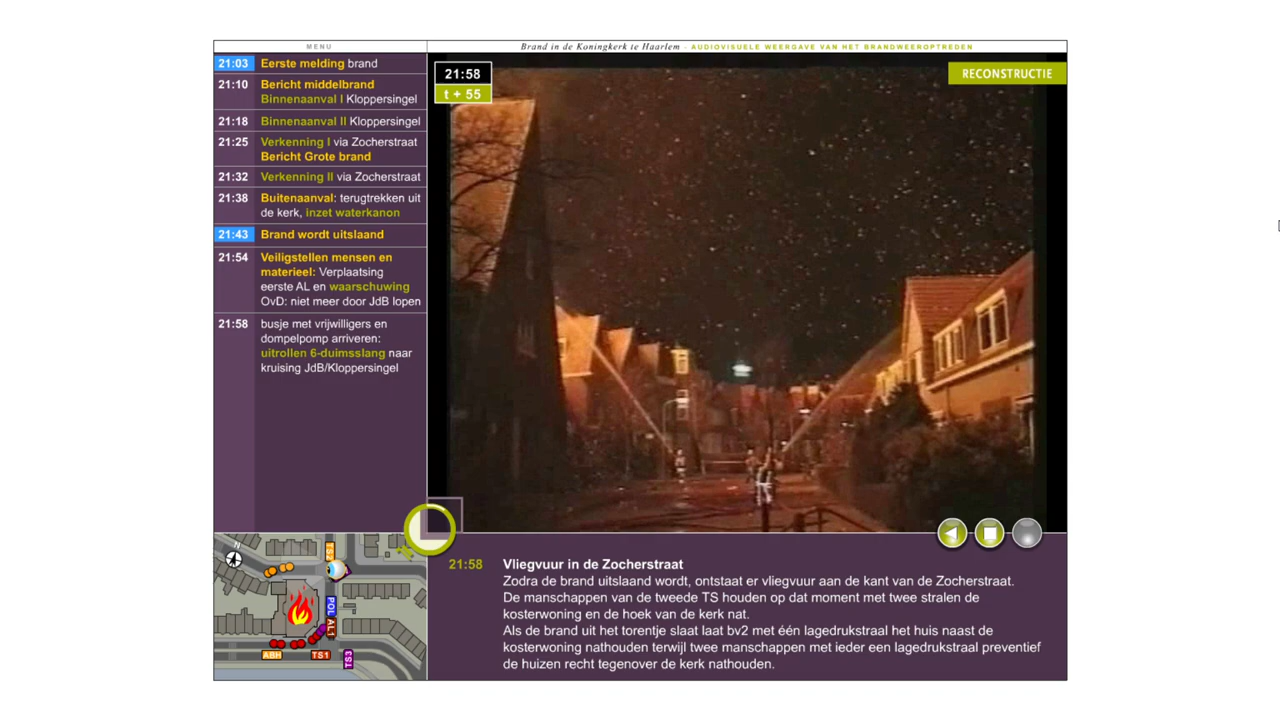 MENU
Brand in de Koningkerk te Haarlem - AUDIOVISUELE WEERGAVE VAN HET BRANDWEEROPTREDEN
21:03 Eerste melding brand
21:10 Bericht middelbrand
Binnenaanval I Kloppersingel
21:18 Binnenaanval II Kloppersingel
21:25 Verkenning I via Zocherstraat
Bericht Grote brand
21:32 Verkenning II via Zocherstraat
21:38 Buitenaanval: terugtrekken uit
de kerk, inzet waterkanon
21:43 Brand wordt uitslaand
21:54 Veiligstellen mensen en
materieel: Verplaatsing
eerste AL en waarschuwing
OvD: niet meer door JdB lopen
21:58 busje met vrijwilligers en
dompelpomp arriveren:
uitrollen 6-duimsslang naar
kruising JdB/Kloppersingel
21:58
t + 55
RECONSTRUCTIE
TS2
POL
AL1
ABH
TS1
TS3
21:58 Vliegvuur in de Zocherstraat
Zodra de brand uitslaand wordt, ontstaat er vliegvuur aan de kant van de Zocherstraat.
De manschappen van de tweede TS houden op dat moment met twee stralen de
kosterwoning en de hoek van de kerk nat.
Als de brand uit het torentje slaat laat bv2 met één lagedrukstraal het huis naast de
kosterwoning nathouden terwijl twee manschappen met ieder een lagedrukstraal preventief
de huizen recht tegenover de kerk nathouden.